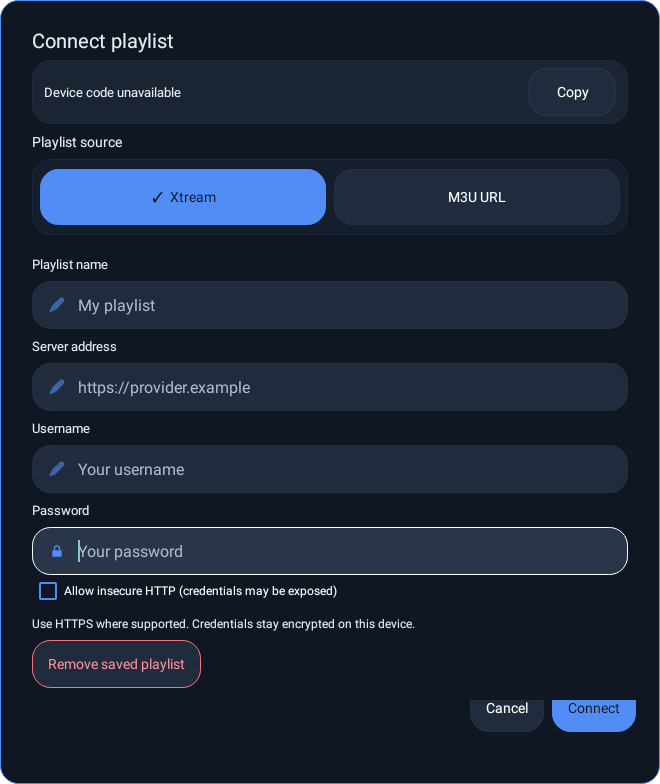 Connect playlist
Device code unavailable
Copy
Playlist source
✓ Xtream
M3U URL
Playlist name
My playlist
Server address
https://provider.example
Username
Your username
Password
Your password
Allow insecure HTTP (credentials may be exposed)
Use HTTPS where supported. Credentials stay encrypted on this device.
Remove saved playlist
Cancel
Connect